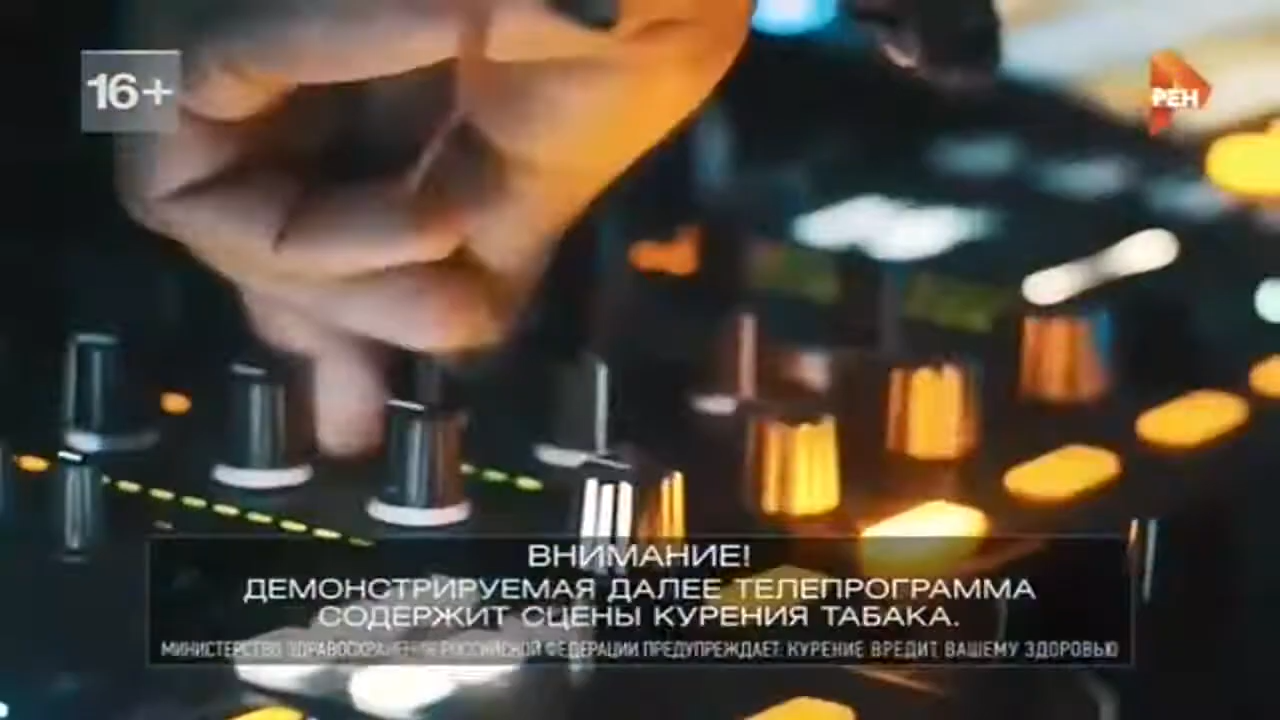 16+
РЕН
ВНИМАНИЕ!
ДЕМОНСТРИРУЕМАЯ ДАЛЕЕ ТЕЛЕПРОГРАММА
СОДЕРЖИТ СЦЕНЫ КУРЕНИЯ ТАБАКА.
МИНИСТЕРСТВО ЗДРАВООХРАНЕНИЯ РОССИЙСКОЙ ФЕДЕРАЦИИ ПРЕДУПРЕЖДАЕТ: КУРЕНИЕ ВРЕДИТ ВАШЕМУ ЗДОРОВЬЮ